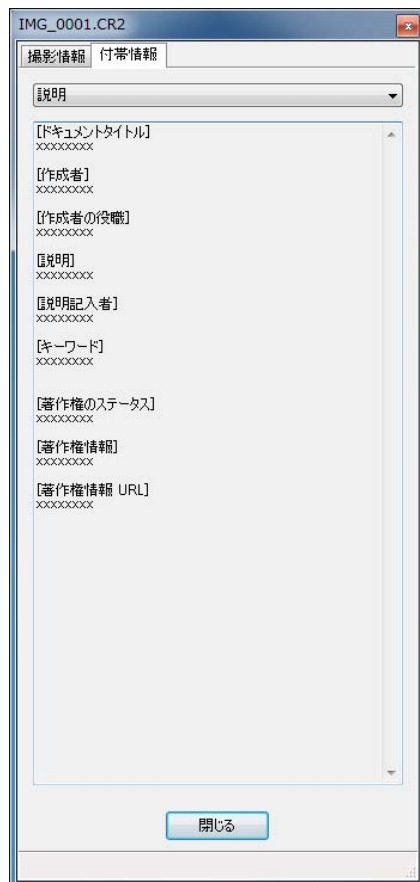 IMG_0001.CR2
撮影情報 付帯情報
説明
[ドキュメントタイトル]
xxxxxxxx
[作成者]
xxxxxxxx
[作成者の役職]
xxxxxxxx
[説明]
xxxxxxxx
[説明記入者]
xxxxxxxx
[キーワード]
xxxxxxxx
[著作権のステータス]
xxxxxxxx
[著作権情報]
xxxxxxxx
[著作権情報 URL]
xxxxxxxx
閉じる